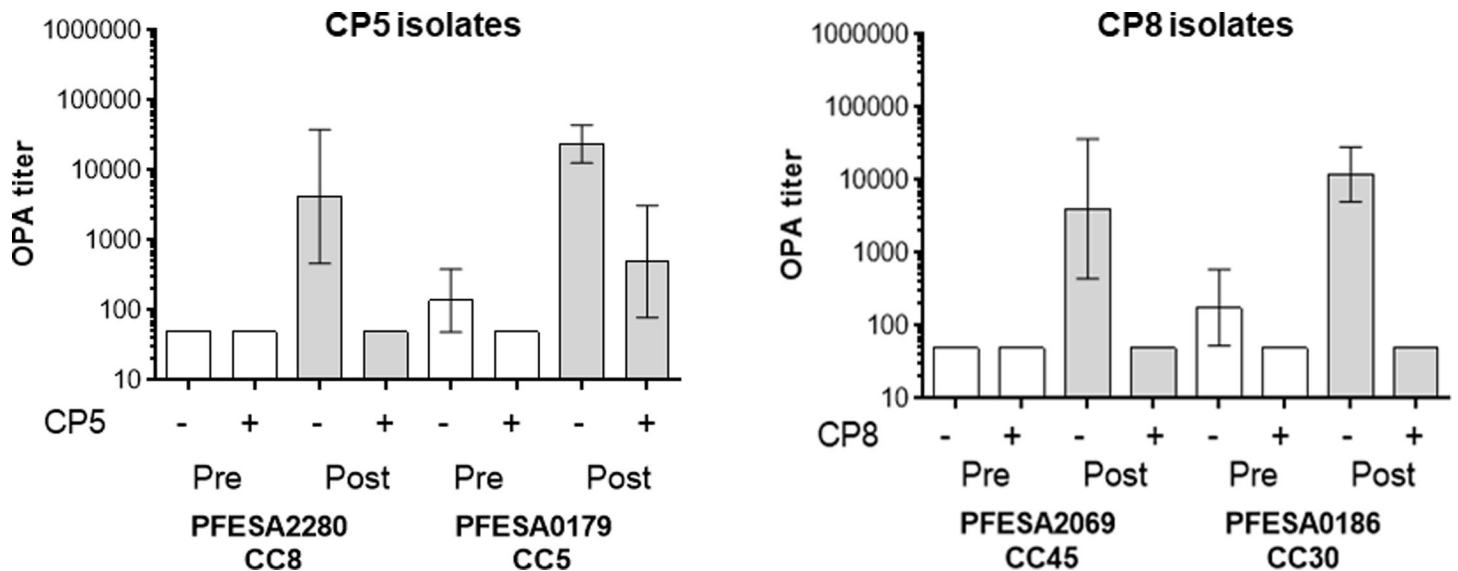 CP5 isolates
OPA titer
1000000
100000
10000
1000
100
10
CP5 - + - + - + - +
Pre Post Pre Post
PFESA2280 PFESA0179
CC8 CC5
CP8 isolates
OPA titer
1000000
100000
10000
1000
100
10
CP8 - + - + - + - +
Pre Post Pre Post
PFESA2069 PFESA0186
CC45 CC30